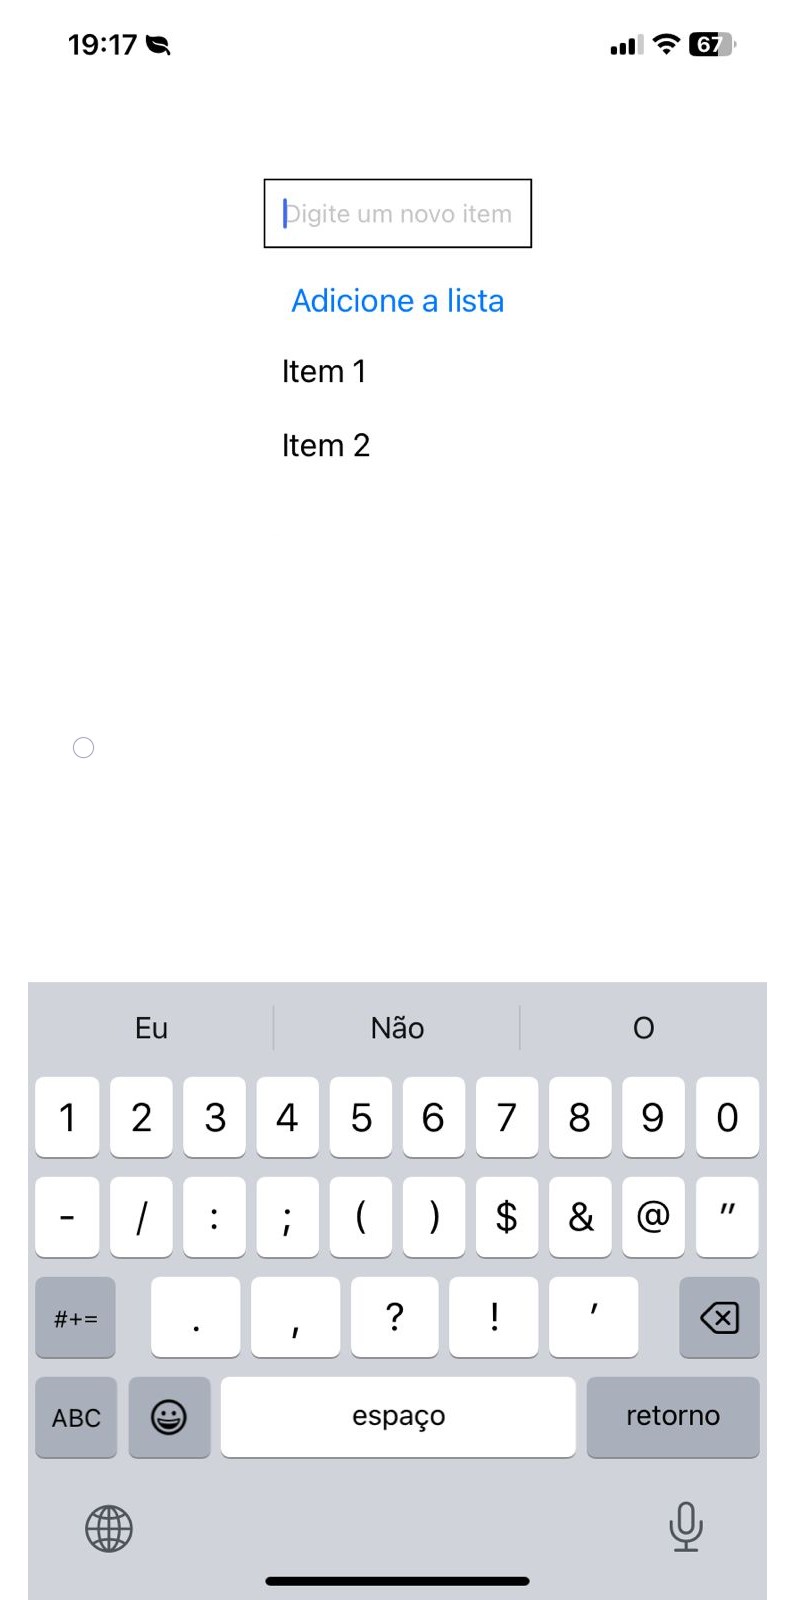 19:17 67
Digite um novo item
Adicione a lista
Item 1
Item 2
Eu Não O
1 2 3 4 5 6 7 8 9 0
- / : ; ( ) $ & @ "
#+= . , ? ! '
ABC espaço retorno